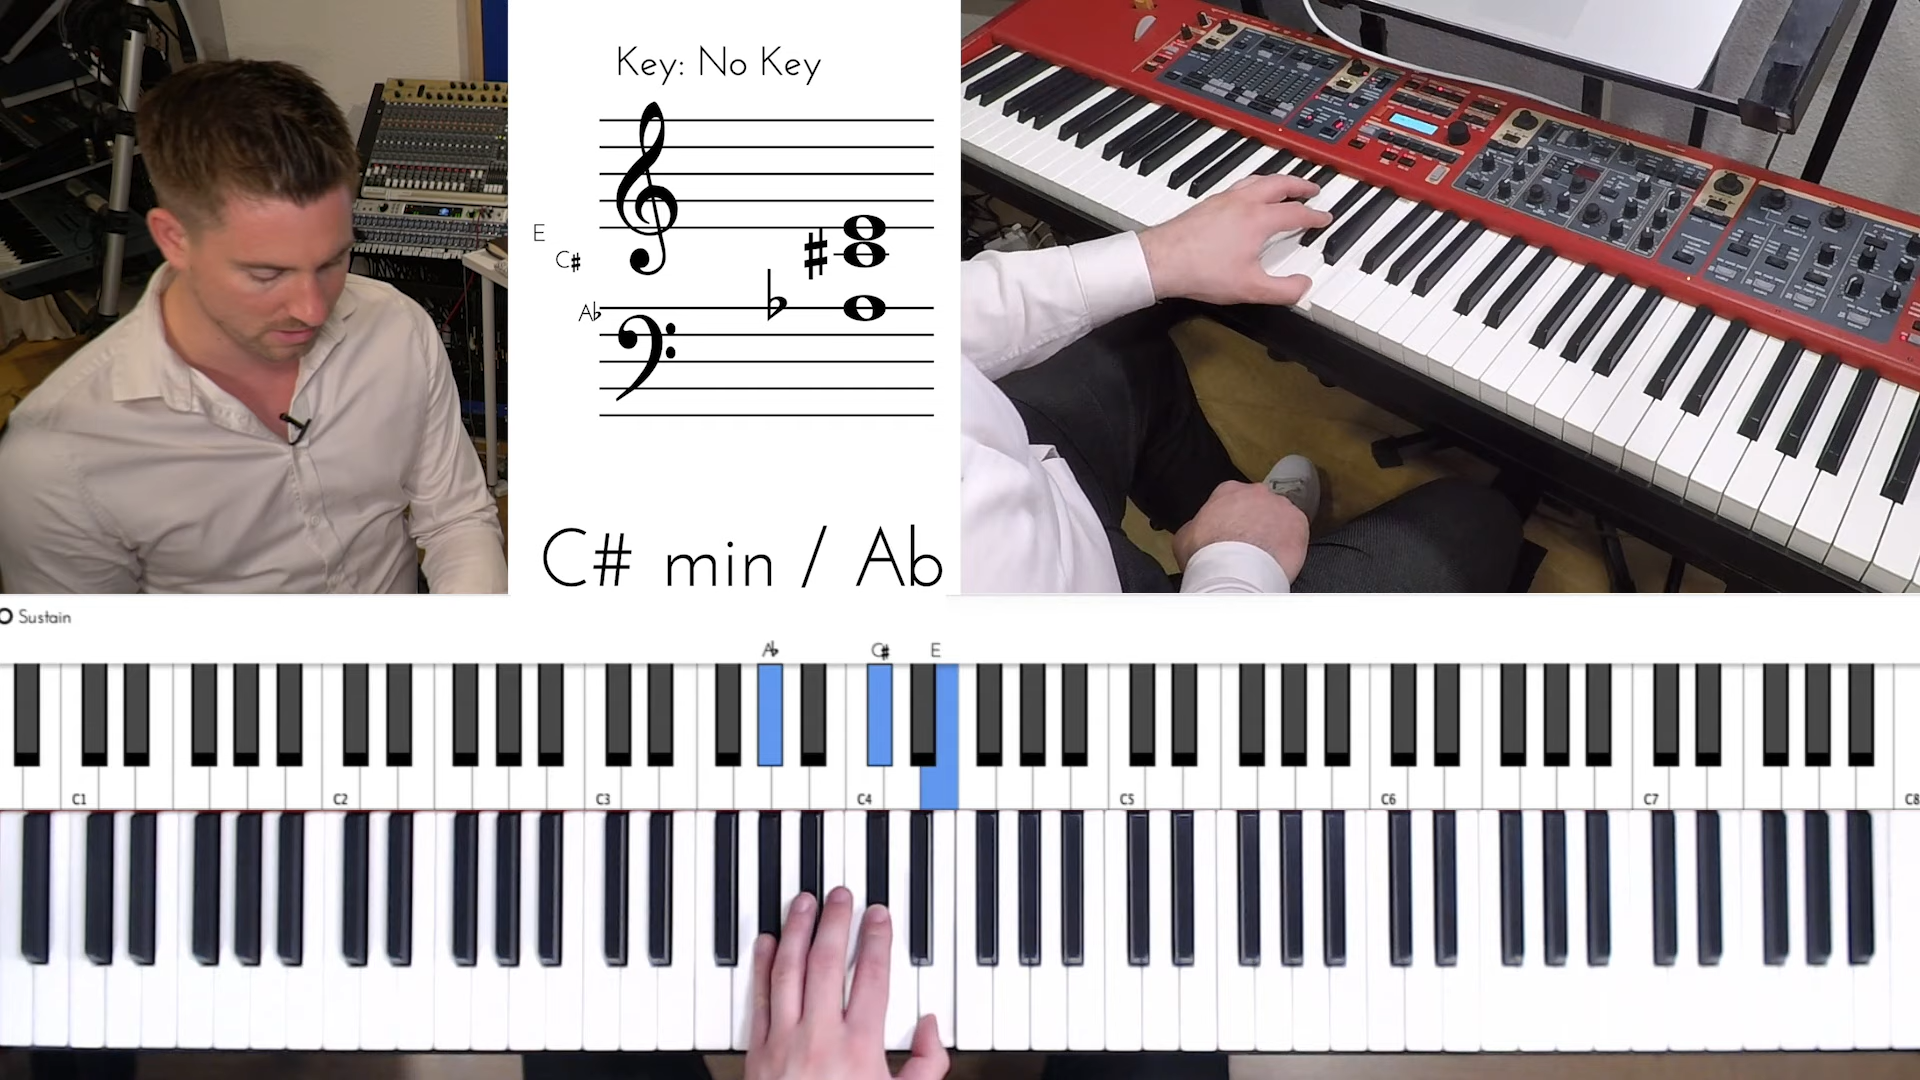 Key: No Key
E
C#
Ab
C# min / Ab
Sustain
Ab C# E
C1 C2 C3 C4 C5 C6 C7 C8